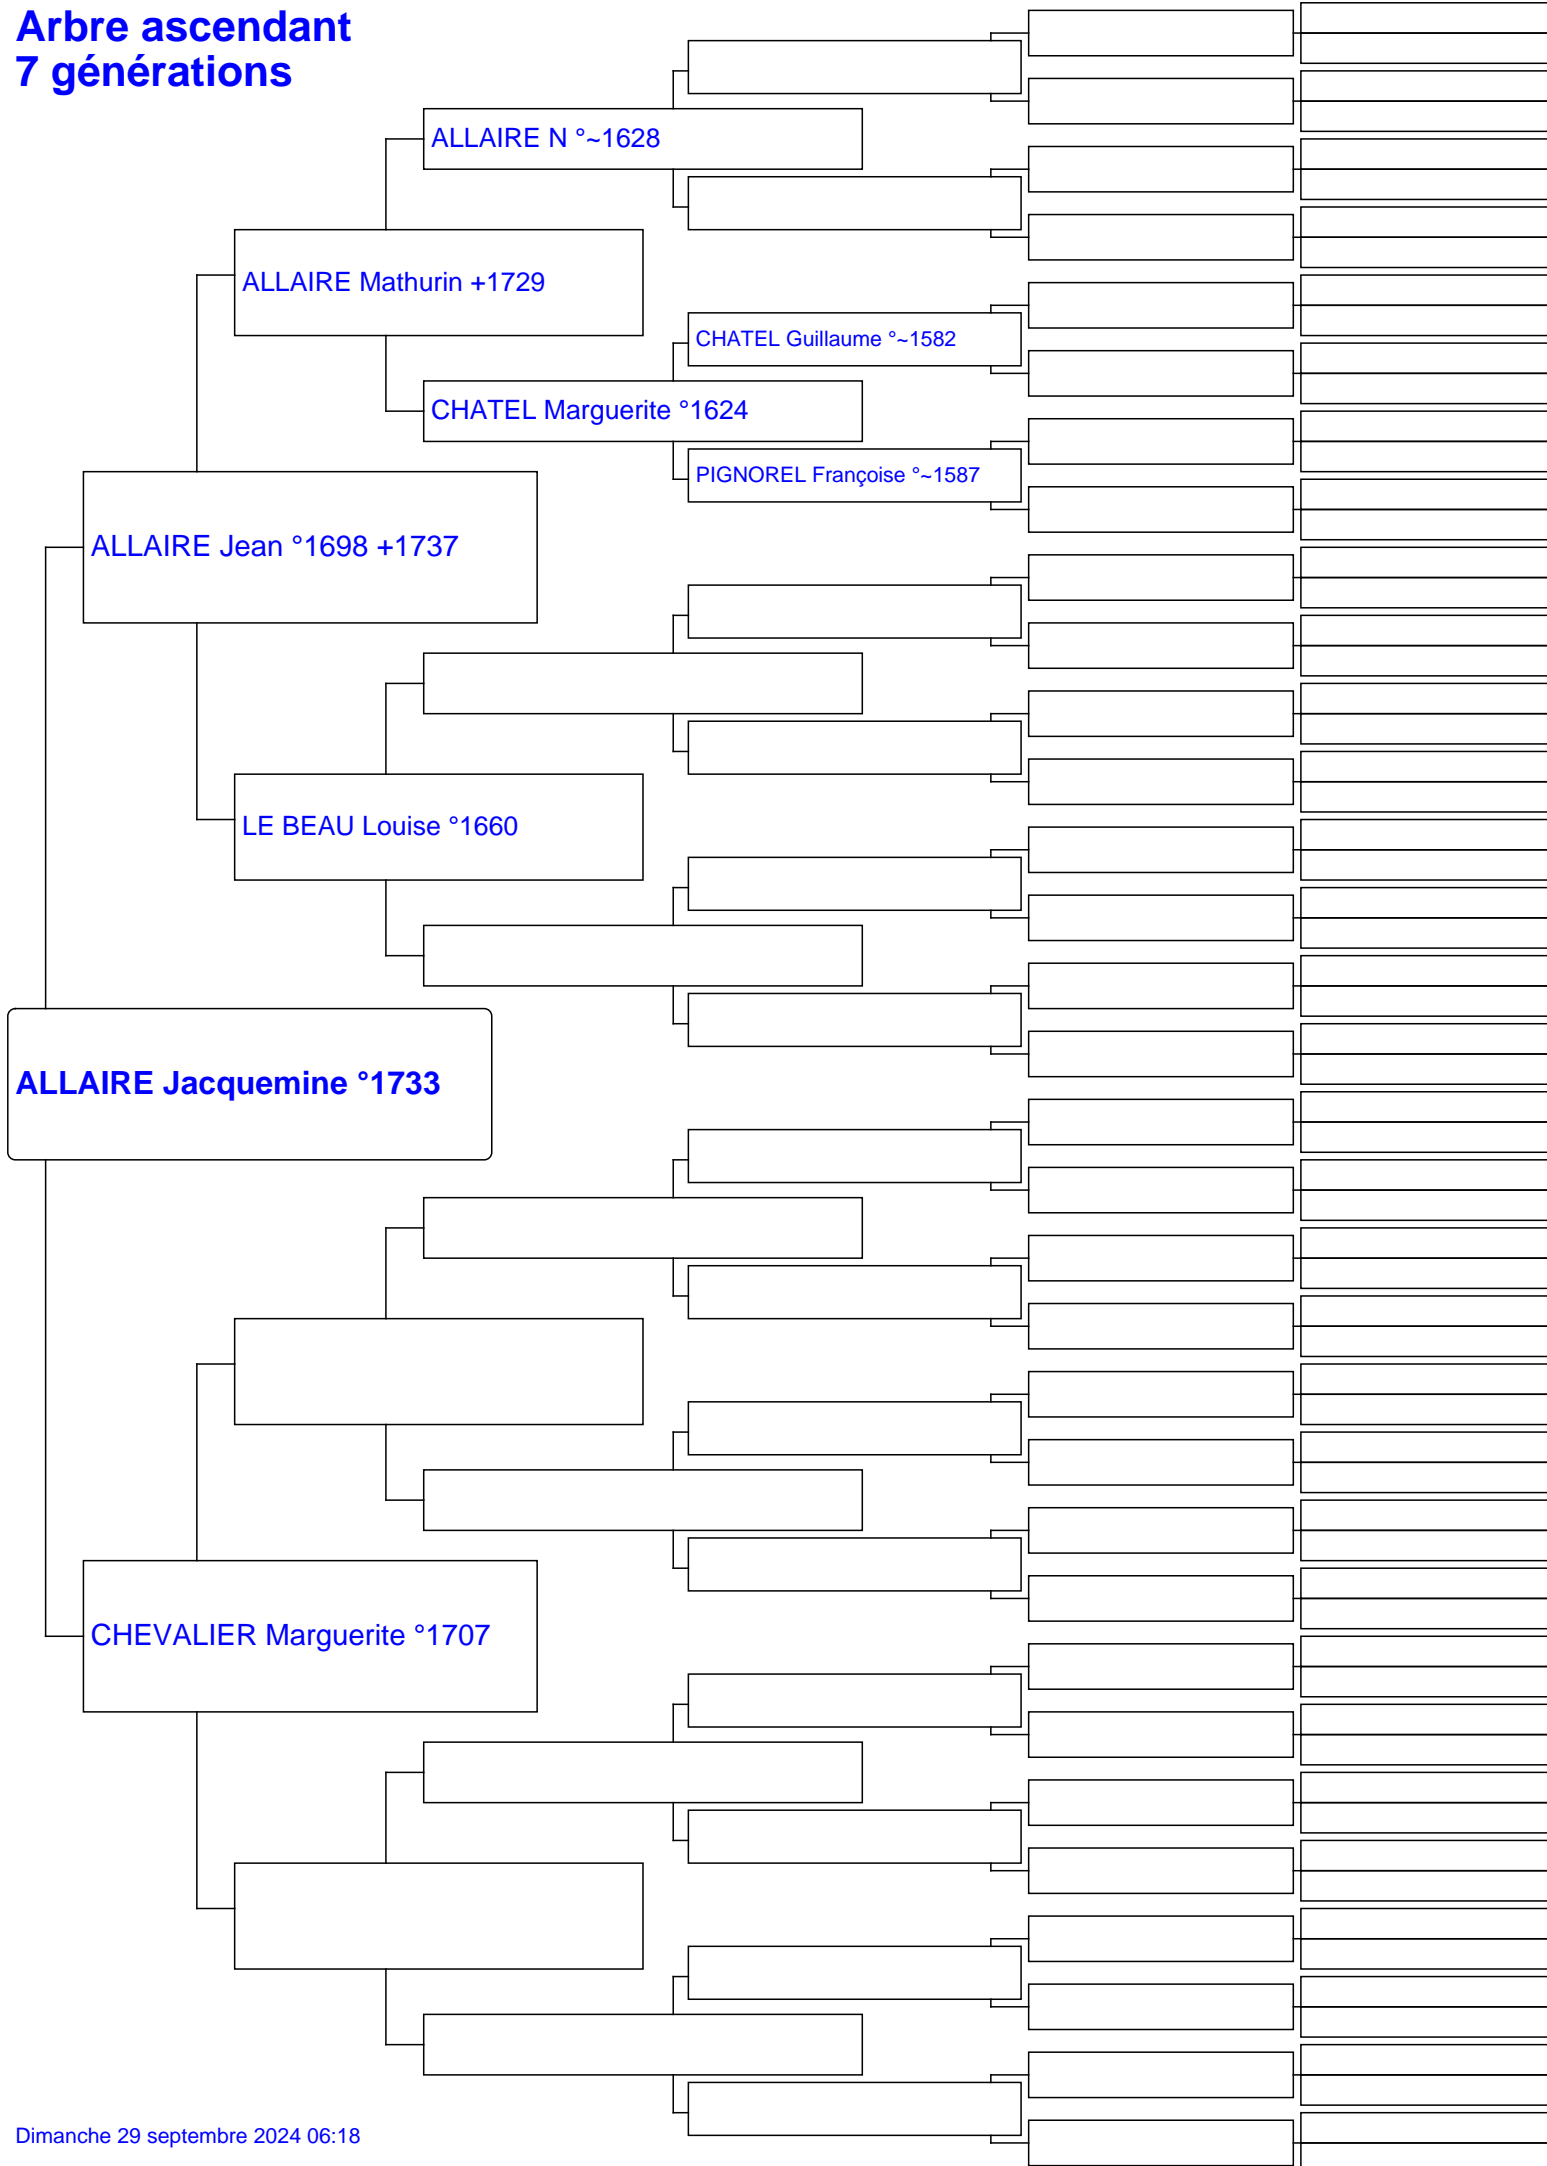 Arbre ascendant
7 générations
ALLAIRE N °~1628
ALLAIRE Mathurin +1729
CHATEL Guillaume °~1582
CHATEL Marguerite °1624
PIGNOREL Françoise °~1587
ALLAIRE Jean °1698 +1737
LE BEAU Louise °1660
ALLAIRE Jacquemine °1733
CHEVALIER Marguerite °1707
Dimanche 29 septembre 2024 06:18